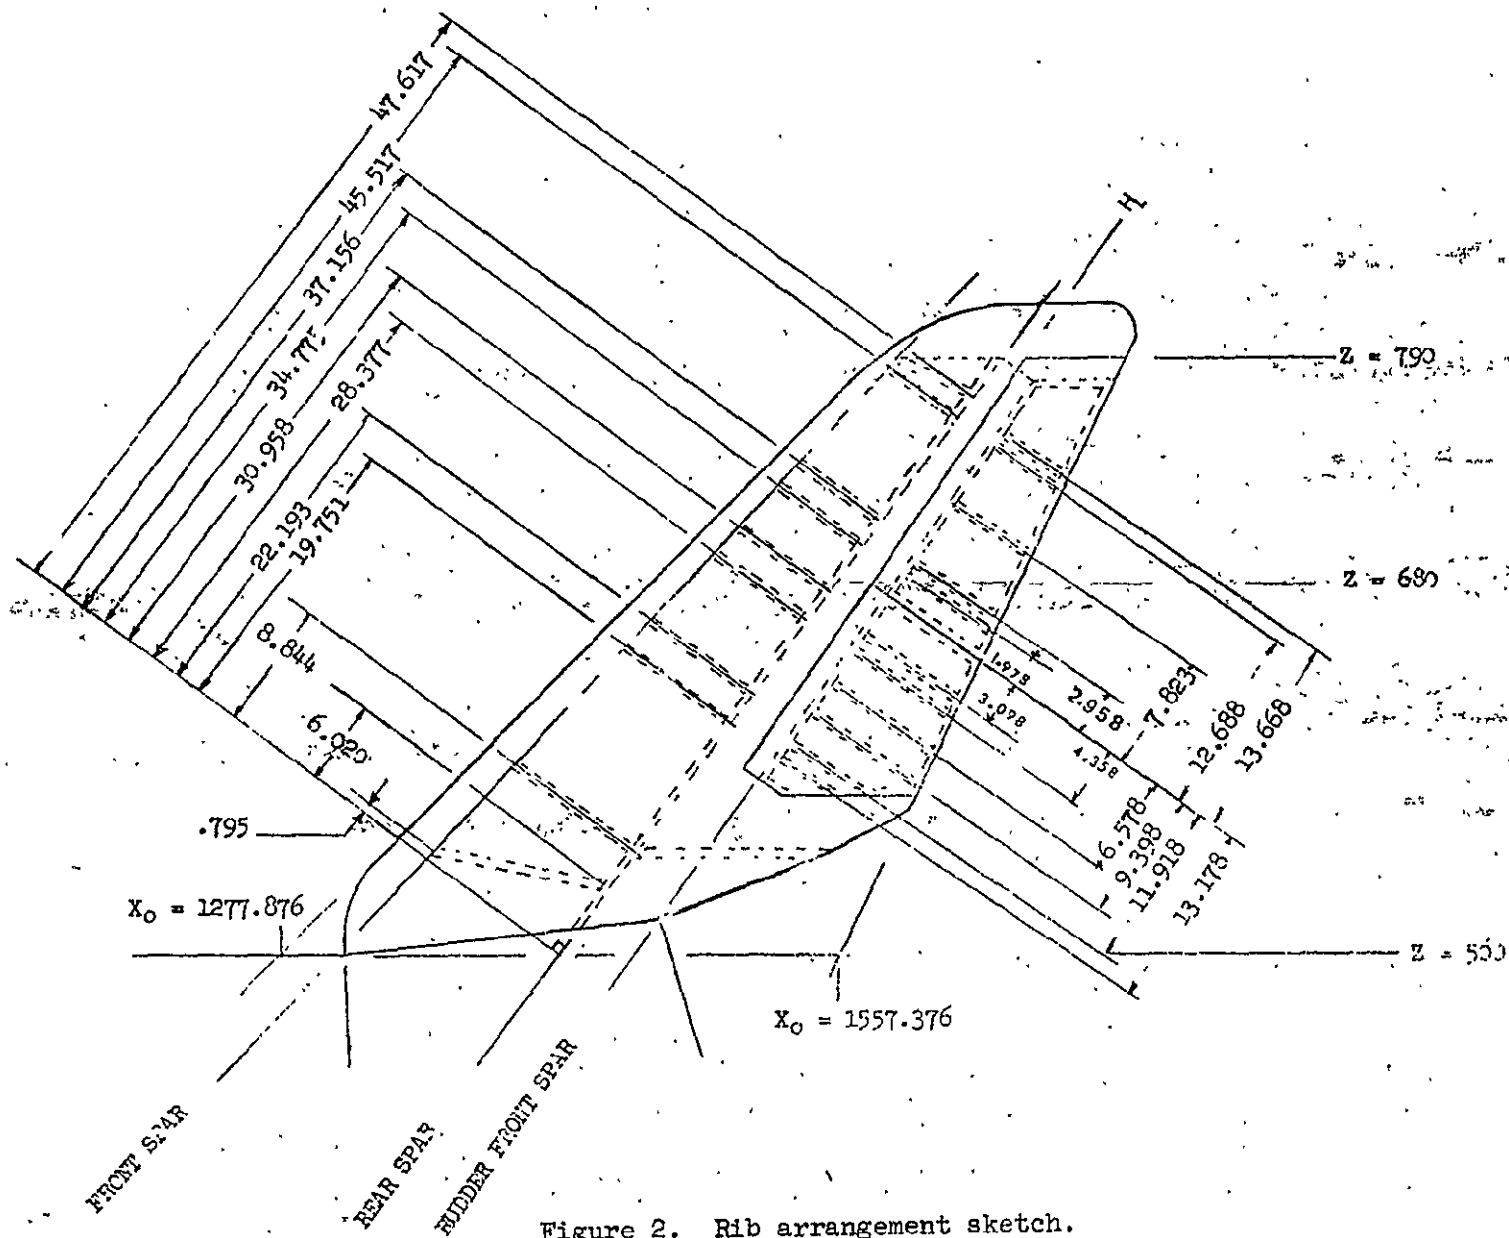 47.617
45.517
37.156
34.775
30.958
28.377
22.193
19.751
8.844
6.020
.795
H
Z = 790
Z = 680
1.973
2.958
7.823
3.078
12.688
13.668
4.358
6.578
9.398
11.918
13.178
X₀ = 1277.876
Z = 500
X₀ = 1557.376
FRONT SPAR
REAR SPAR
RUDDER FRONT SPAR
Figure 2. Rib arrangement sketch.